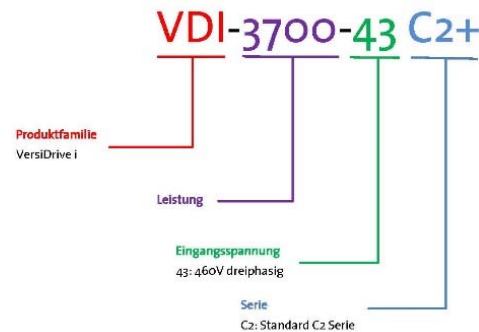 VDI-3700-43 C2+
Produktfamilie
VersiDrive i
Leistung
Eingangsspannung
43: 460V dreiphasig
Serie
C2: Standard C2 Serie